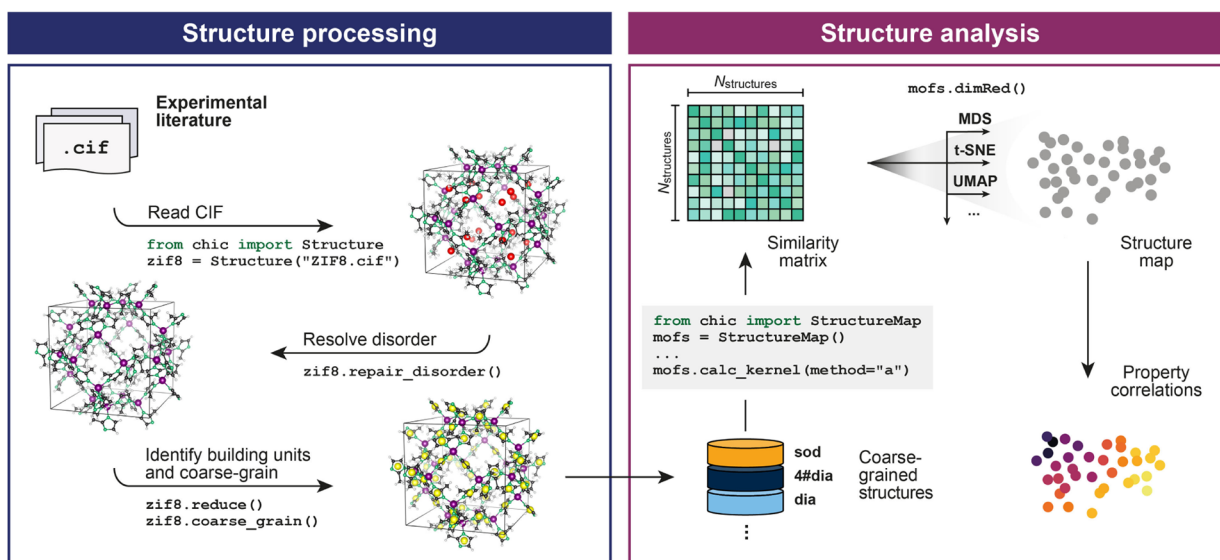 Structure processing
Experimental
literature
.cif
Read CIF
from chic import Structure
zif8 = Structure("ZIF8.cif")
Resolve disorder
zif8.repair_disorder()
Identify building units
and coarse-grain
zif8.reduce()
zif8.coarse_grain()
Structure analysis
Nstructures
Nstructures
Similarity
matrix
mofs.dimRed()
MDS
t-SNE
UMAP
...
Structure
map
from chic import StructureMap
mofs = StructureMap()
...
mofs.calc_kernel(method="a")
Property
correlations
sod
4#dia
dia
Coarse-
grained
structures